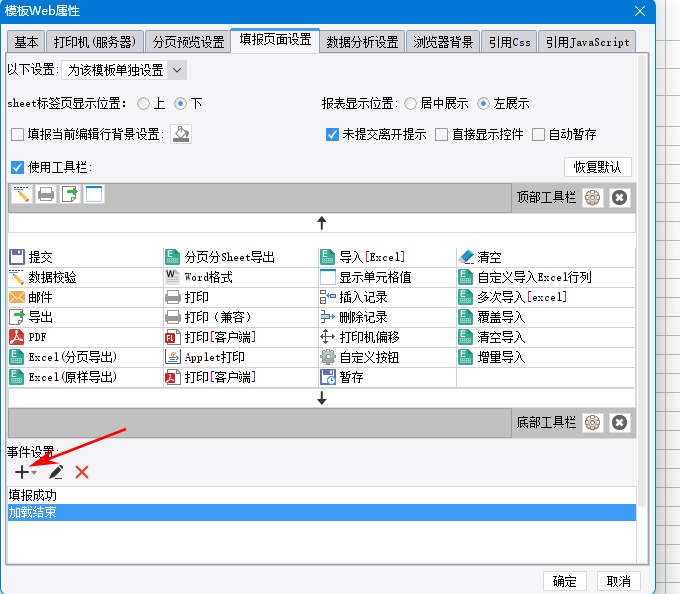 模板Web属性
基本 打印机(服务器) 分页预览设置 填报页面设置 数据分析设置 浏览器背景 引用Css 引用JavaScript
以下设置: 为该模板单独设置
sheet标签页显示位置: 上 下 报表显示位置: 居中展示 左展示
填报当前编辑行背景设置: 未提交离开提示 直接显示控件 自动暂存
使用工具栏: 恢复默认
顶部工具栏
提交 分页分Sheet导出 导入[Excel] 清空
数据校验 Word格式 显示单元格值 自定义导入Excel行列
邮件 打印 插入记录 多次导入[excel]
导出 打印（兼容） 删除记录 覆盖导入
PDF 打印[客户端] 打印机偏移 清空导入
Excel(分页导出) Applet打印 自定义按钮 增量导入
Excel(原样导出) 打印[客户端] 暂存
底部工具栏
事件设置:
填报成功
加载结束
确定 取消